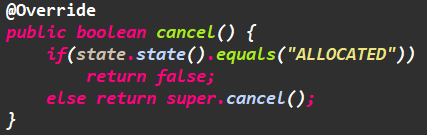 @Override
public boolean cancel() {
if(state.state().equals("ALLOCATED"))
return false;
else return super.cancel();
}